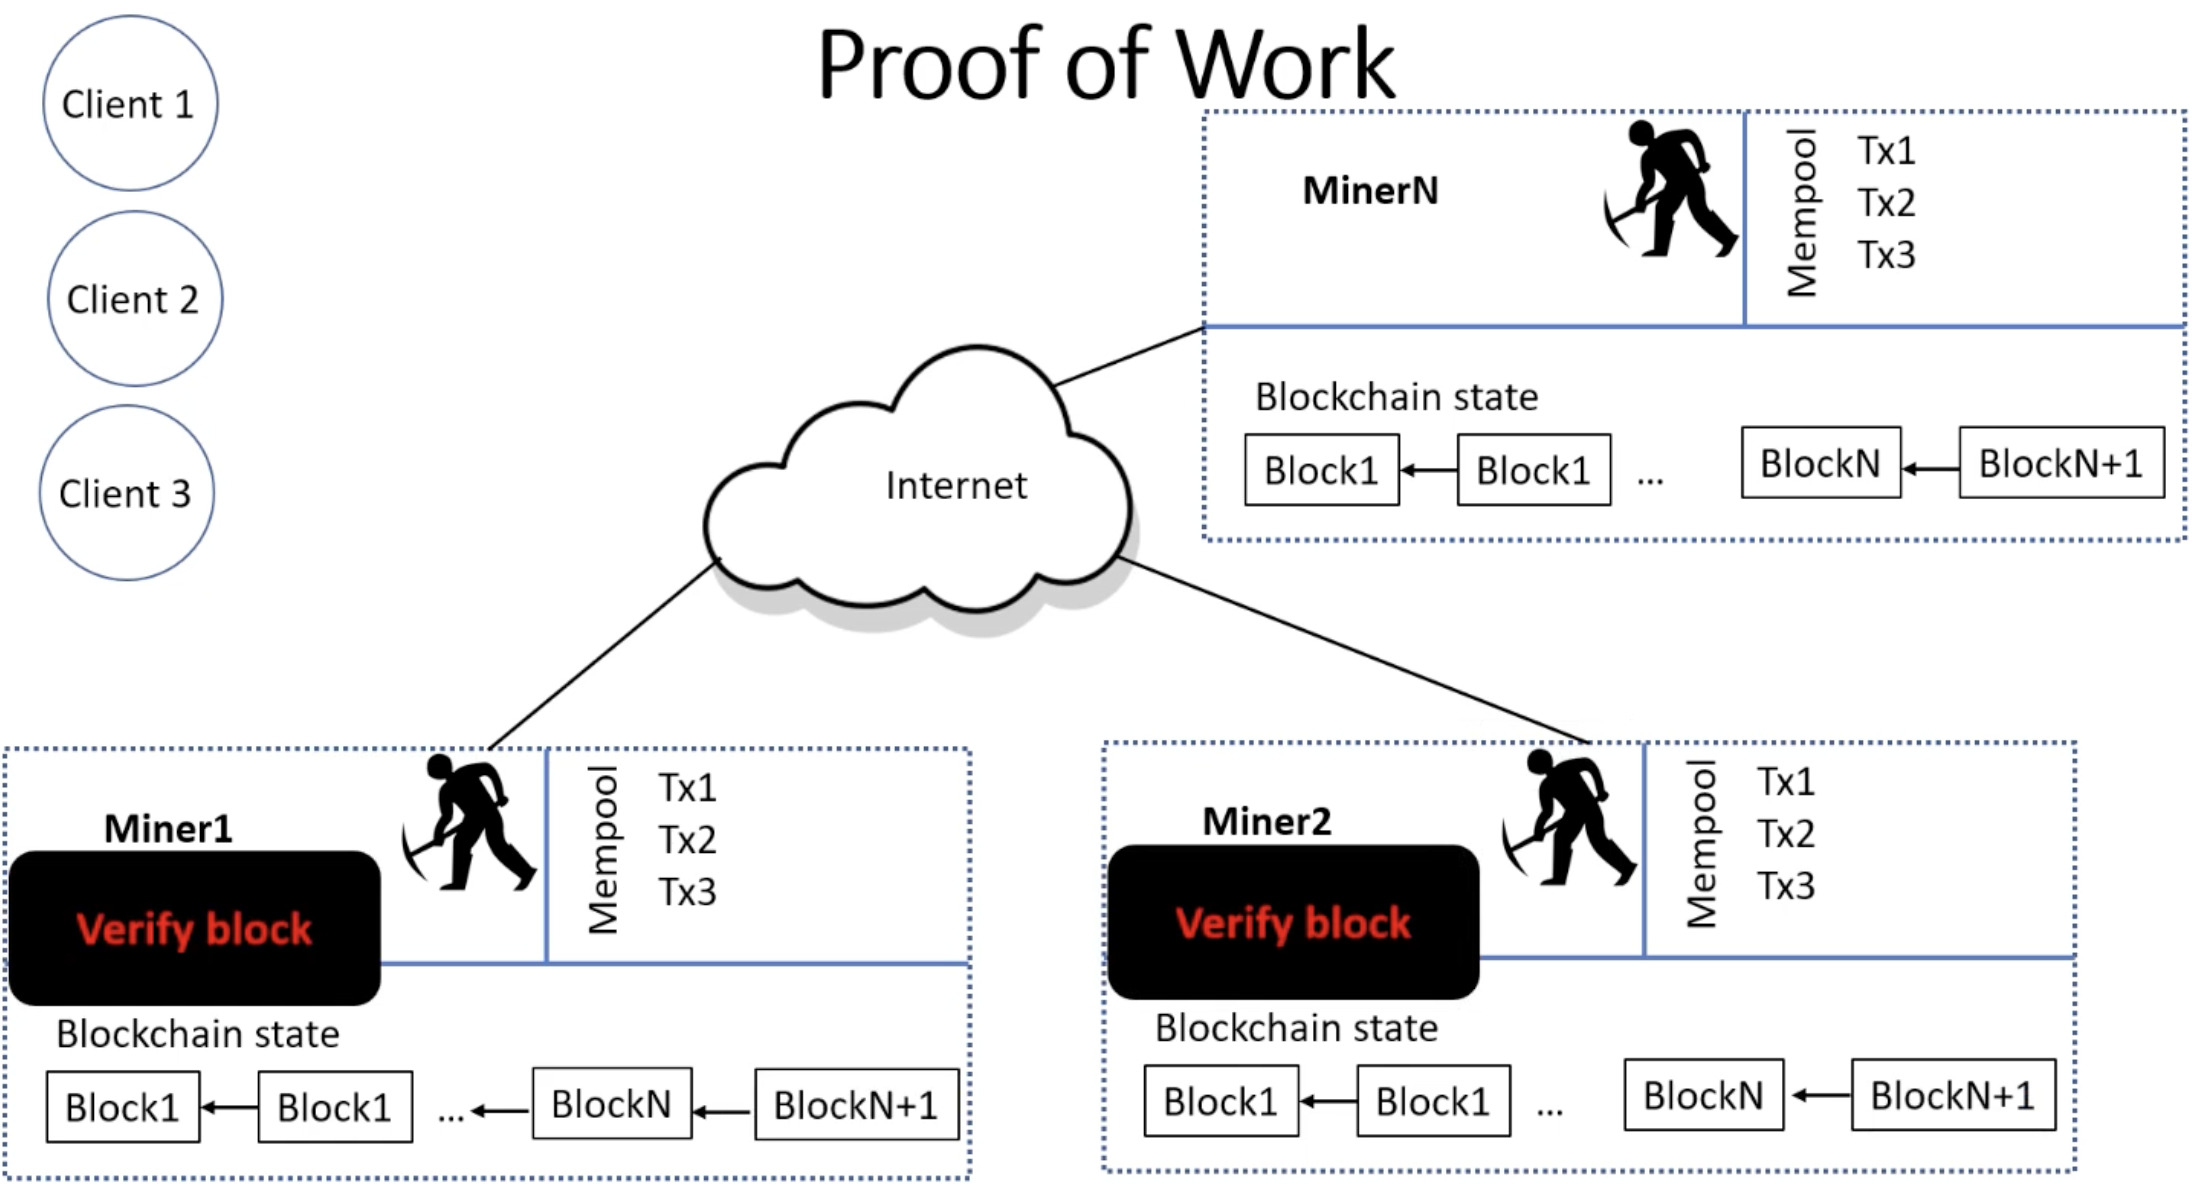 Proof of Work
Client 1
Client 2
Client 3
MinerN
Mempool
Tx1
Tx2
Tx3
Blockchain state
Block1
Block1
...
BlockN
BlockN+1
Internet
Miner1
Verify block
Mempool
Tx1
Tx2
Tx3
Blockchain state
Block1
Block1
...
BlockN
BlockN+1
Miner2
Verify block
Mempool
Tx1
Tx2
Tx3
Blockchain state
Block1
Block1
...
BlockN
BlockN+1